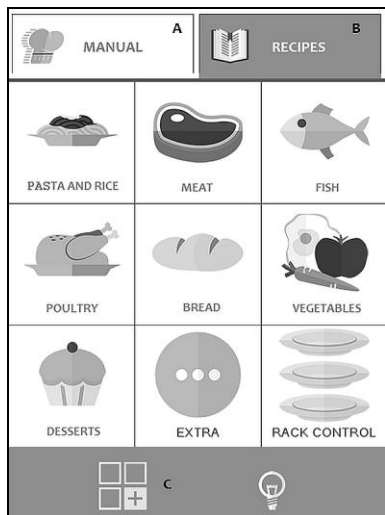 MANUAL A
RECIPES B
PASTA AND RICE
MEAT
FISH
POULTRY
BREAD
VEGETABLES
DESSERTS
EXTRA
RACK CONTROL
C